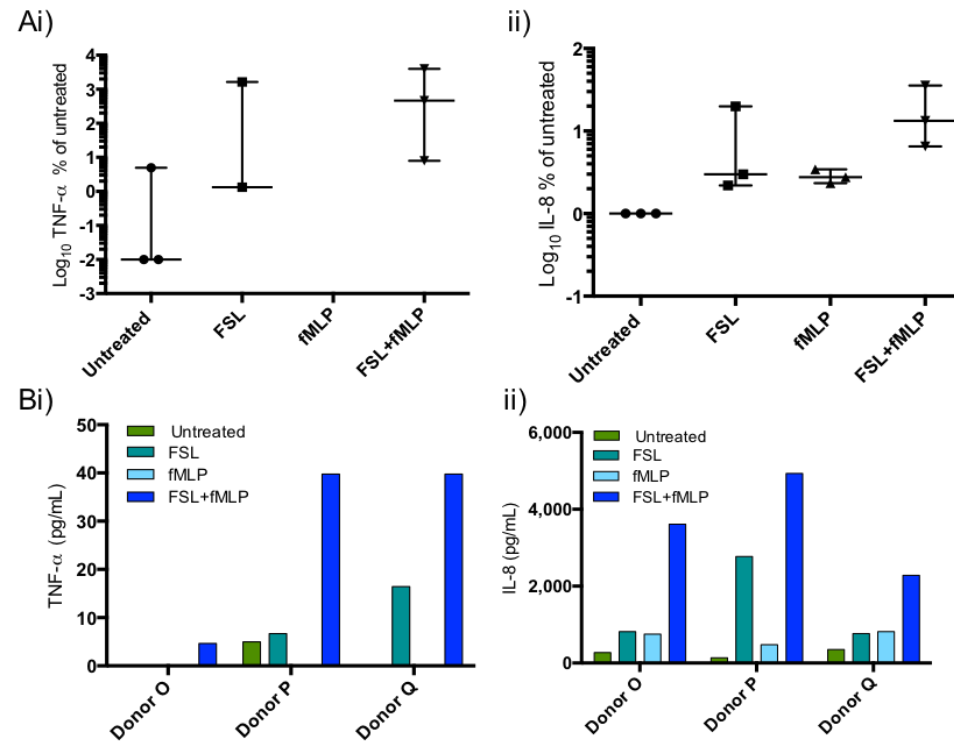 Ai)
Log10 TNF-α % of untreated
4
3
2
1
0
-1
-2
-3
Untreated
FSL
fMLP
FSL+fMLP
ii)
Log10 IL-8 % of untreated
2
1
0
-1
Untreated
FSL
fMLP
FSL+fMLP
Bi)
TNF-α (pg/mL)
50
40
30
20
10
0
Untreated
FSL
fMLP
FSL+fMLP
Donor O
Donor P
Donor Q
ii)
IL-8 (pg/mL)
6,000
4,000
2,000
0
Untreated
FSL
fMLP
FSL+fMLP
Donor O
Donor P
Donor Q